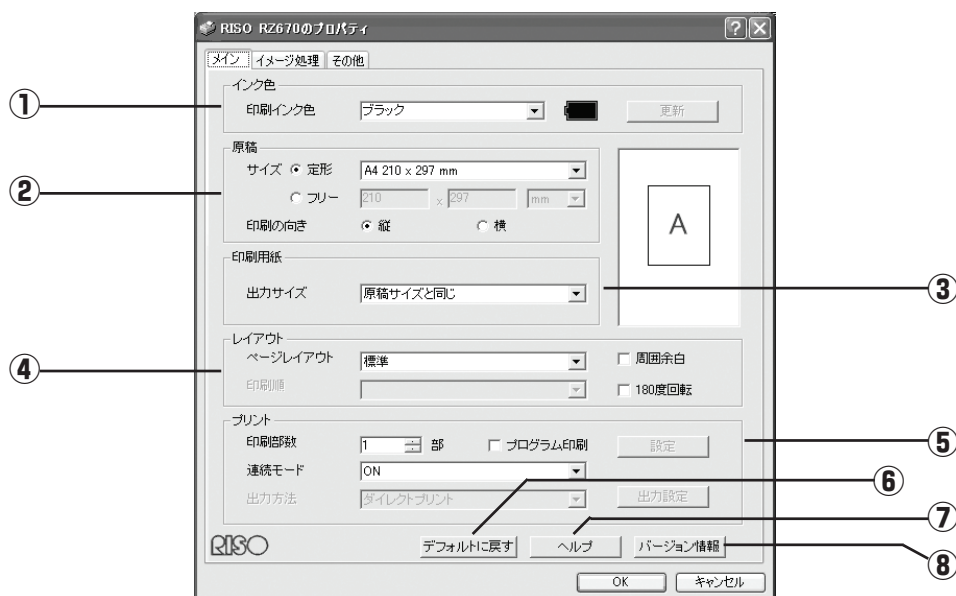 RISO RZ670のプロパティ
メイン イメージ処理 その他
インク色
① 印刷インク色 ブラック 更新
原稿
サイズ 定形 A4 210 x 297 mm
② フリー 210 x 297 mm
印刷の向き 縦 横
A
印刷用紙
出力サイズ 原稿サイズと同じ ③
レイアウト
④ ページレイアウト 標準 周囲余白
印刷順 180度回転
プリント
印刷部数 1 部 プログラム印刷 設定 ⑤
連続モード ON ⑥
出力方法 ダイレクトプリント 出力設定
⑦
RISO デフォルトに戻す ヘルプ バージョン情報 ⑧
OK キャンセル